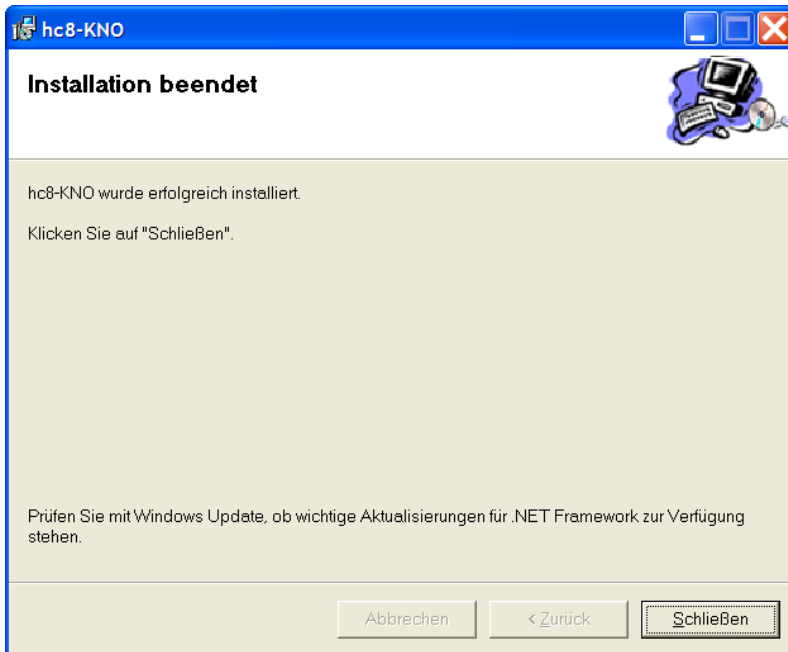 hc8-KNO
Installation beendet
hc8-KNO wurde erfolgreich installiert.
Klicken Sie auf "Schließen".
Prüfen Sie mit Windows Update, ob wichtige Aktualisierungen für .NET Framework zur Verfügung
stehen.
Abbrechen
< Zurück
Schließen